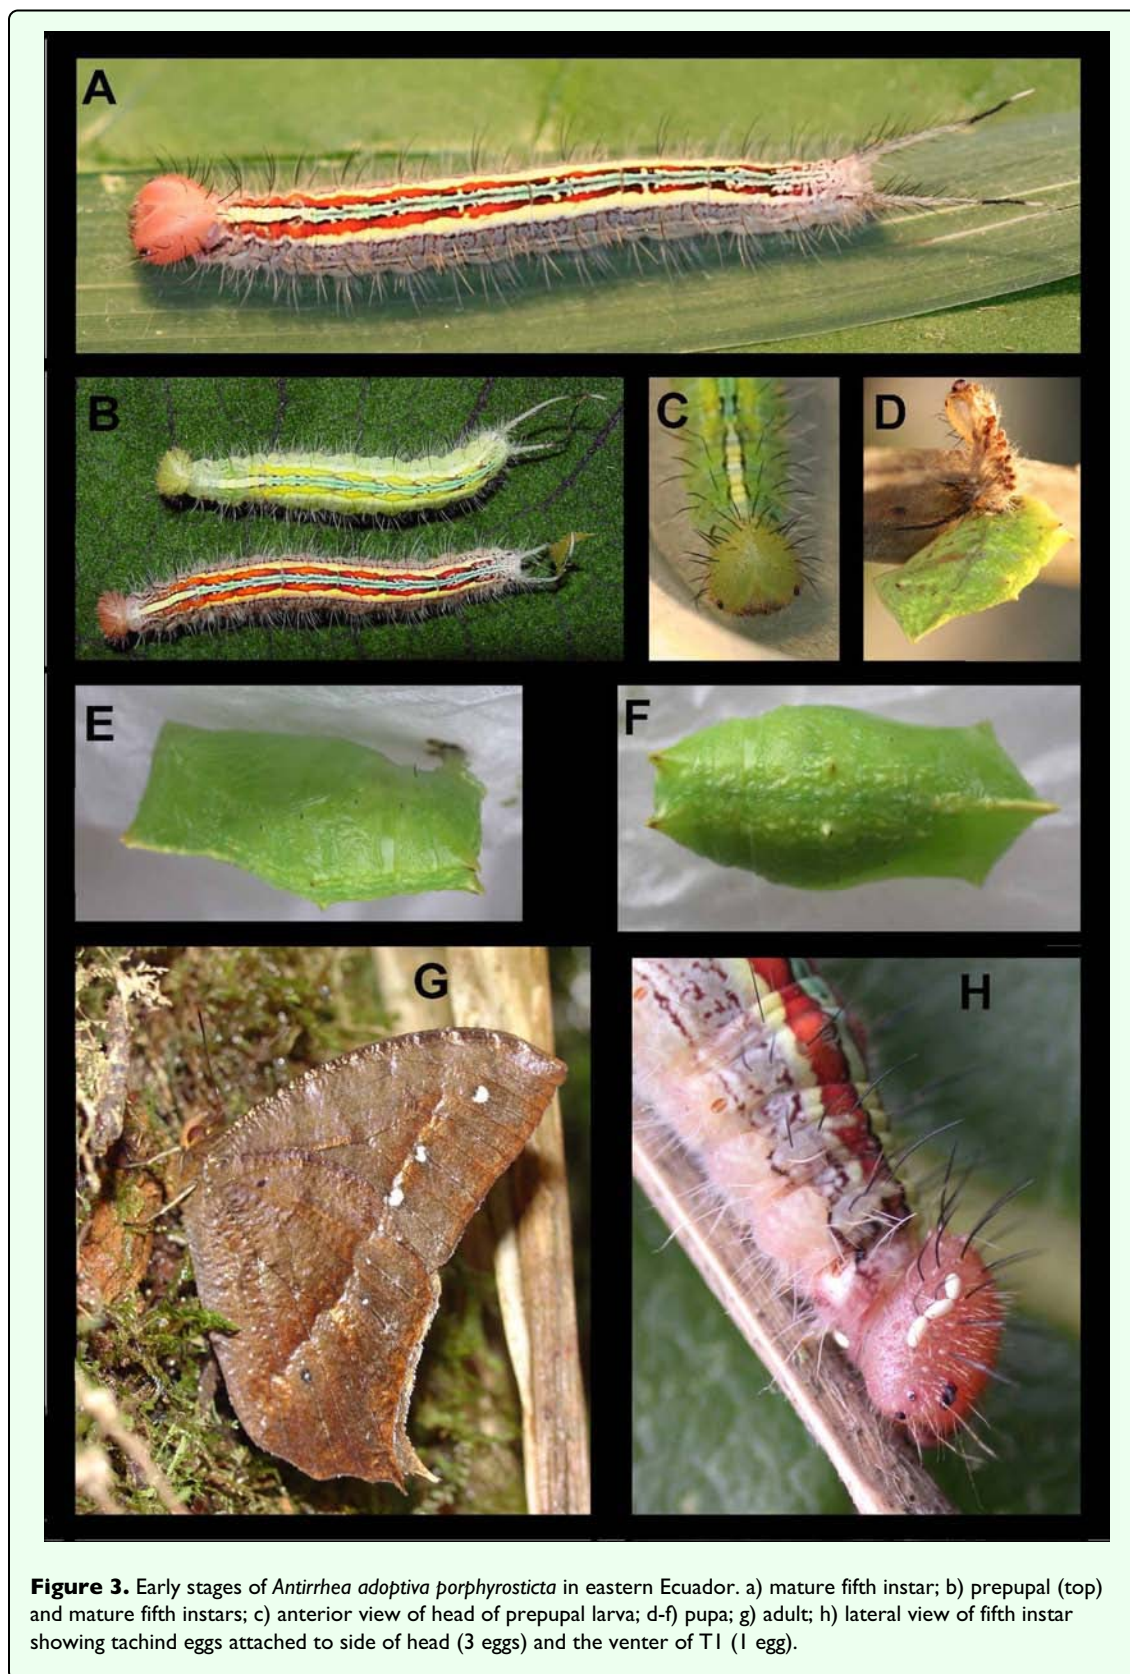 A
B
C
D
E
F
G
H
Figure 3. Early stages of Antirrhea adoptiva porphyrosticta in eastern Ecuador. a) mature fifth instar; b) prepupal (top)
and mature fifth instars; c) anterior view of head of prepupal larva; d-f) pupa; g) adult; h) lateral view of fifth instar
showing tachind eggs attached to side of head (3 eggs) and the venter of T1 (1 egg).